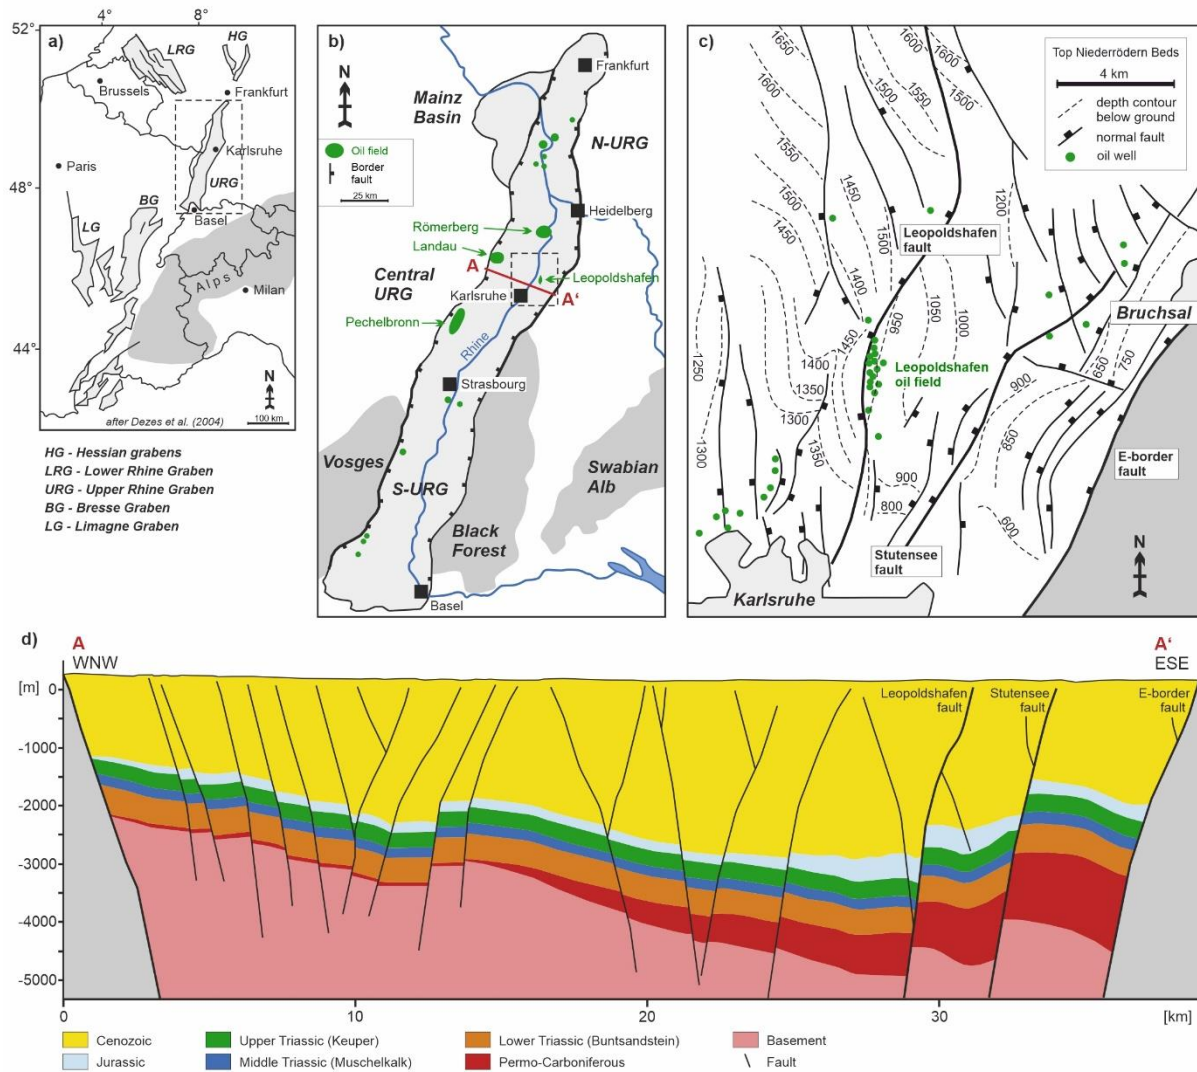 4°
8°
52°
48°
44°
a)
LRG
HG
Brussels
Frankfurt
Karlsruhe
Paris
URG
BG
LG
Basel
Alps
Milan
N
100 km
after Dezes et al. (2004)
HG - Hessian grabens
LRG - Lower Rhine Graben
URG - Upper Rhine Graben
BG - Bresse Graben
LG - Limagne Graben
b)
N
Frankfurt
Mainz
Basin
Oil field
Border
fault
25 km
N-URG
Heidelberg
Römerberg
Landau
A
Leopoldshafen
Central
URG
Karlsruhe
A‘
Pechelbronn
Rhine
Strasbourg
Vosges
S-URG
Swabian
Alb
Black
Forest
Basel
c)
Top Niederrödern Beds
4 km
depth contour
below ground
normal fault
oil well
1650
1600
1600
1600
1500
1550
1500
1550
1500
1450
1450
1500
1400
1450
1200
Leopoldshafen
fault
950
1050
1000
1250
1400
1350
1300
1350
1300
Leopoldshafen
oil field
Bruchsal
650
750
900
850
E-border
fault
900
800
600
Stutensee
fault
N
Karlsruhe
d)
A
WNW
A‘
ESE
[m]
0
-1000
-2000
-3000
-4000
-5000
Leopoldshafen
fault
Stutensee
fault
E-border
fault
0
10
20
30
[km]
Cenozoic
Upper Triassic (Keuper)
Lower Triassic (Buntsandstein)
Basement
Jurassic
Middle Triassic (Muschelkalk)
Permo-Carboniferous
Fault